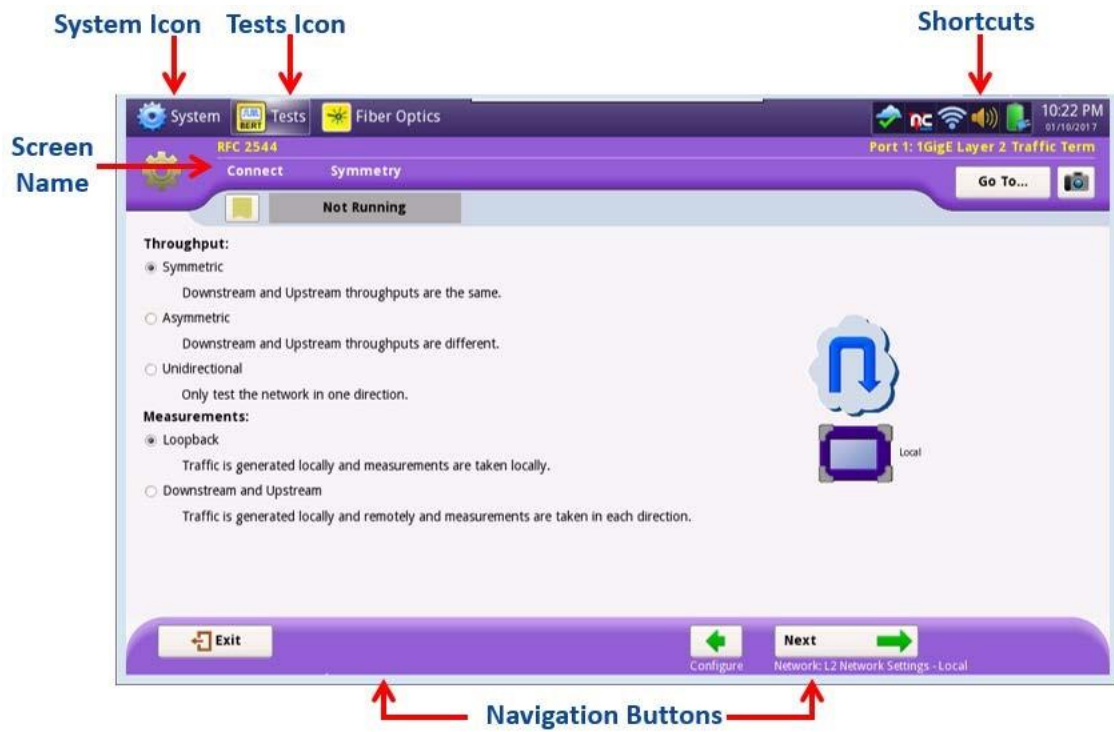 System Icon
Tests Icon
Shortcuts
System
BERT
Tests
Fiber Optics
nc
10:22 PM
01/10/2017
Screen
Name
RFC 2544
Port 1: 1GigE Layer 2 Traffic Term
Connect
Symmetry
Go To...
Not Running
Throughput:
Symmetric
Downstream and Upstream throughputs are the same.
Asymmetric
Downstream and Upstream throughputs are different.
Unidirectional
Only test the network in one direction.
Measurements:
Loopback
Traffic is generated locally and measurements are taken locally.
Downstream and Upstream
Traffic is generated locally and remotely and measurements are taken in each direction.
Local
Exit
Next
Configure
Network: L2 Network Settings - Local
Navigation Buttons